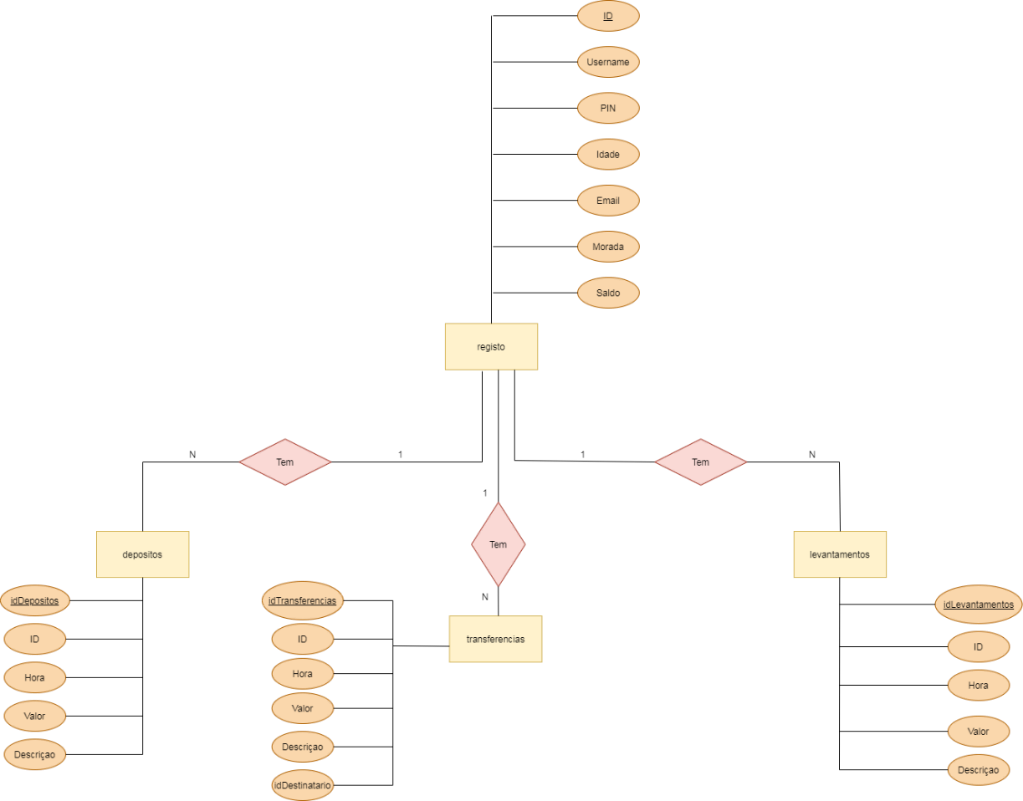 ID
Username
PIN
Idade
Email
Morada
Saldo
registo
N
Tem
1
1
Tem
N
1
Tem
N
depositos
idDepositos
ID
Hora
Valor
Descriçao
transferencias
idTransferencias
ID
Hora
Valor
Descriçao
idDestinatario
levantamentos
idLevantamentos
ID
Hora
Valor
Descriçao